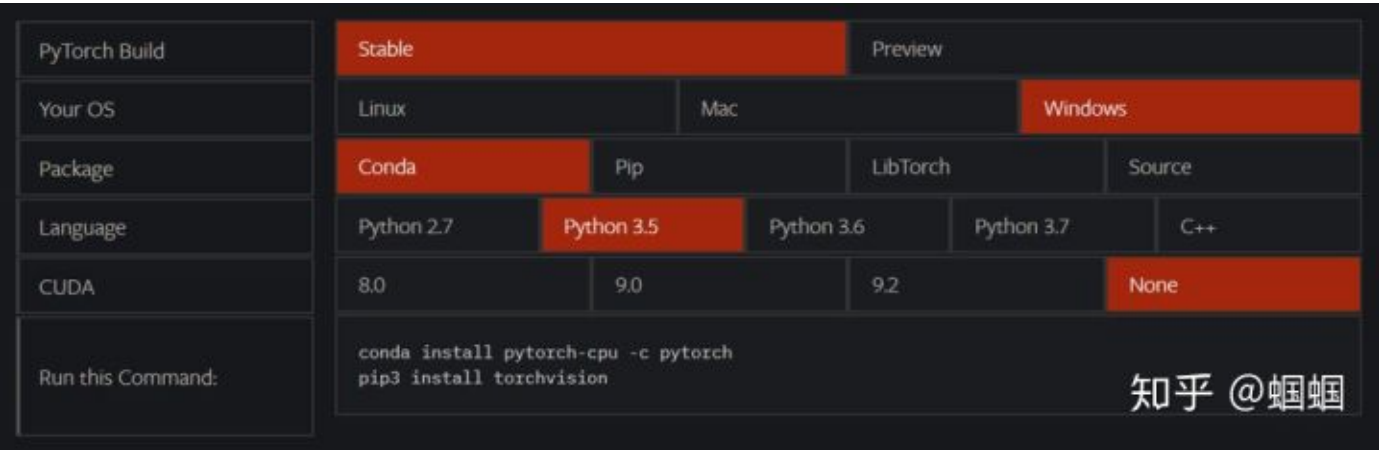 PyTorch Build Stable Preview
Your OS Linux Mac Windows
Package Conda Pip LibTorch Source
Language Python 2.7 Python 3.5 Python 3.6 Python 3.7 C++
CUDA 8.0 9.0 9.2 None
Run this Command:
conda install pytorch-cpu -c pytorch
pip3 install torchvision
知乎 @蝈蝈